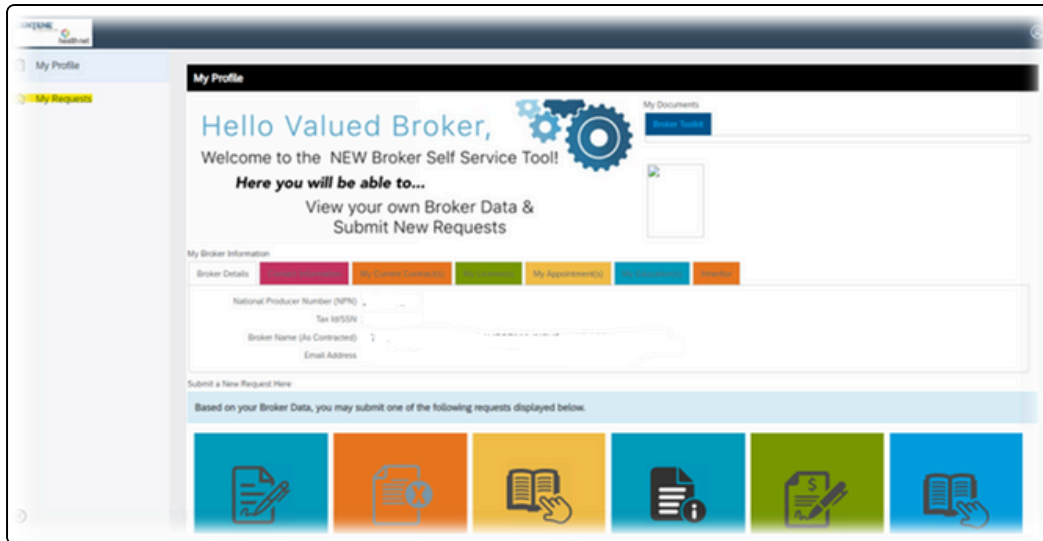 health net
My Profile
My Requests
My Profile
Hello Valued Broker,
Welcome to the NEW Broker Self Service Tool!
Here you will be able to...
View your own Broker Data &
Submit New Requests
My Documents
Broker Toolkit
My Broker Information
Broker Details
My Current Contract(s)
My License(s)
My Appointment(s)
National Producer Number (NPN)
Tax Id/SSN
Broker Name (As Contracted)
Email Address
Submit a New Request Here
Based on your Broker Data, you may submit one of the following requests displayed below.